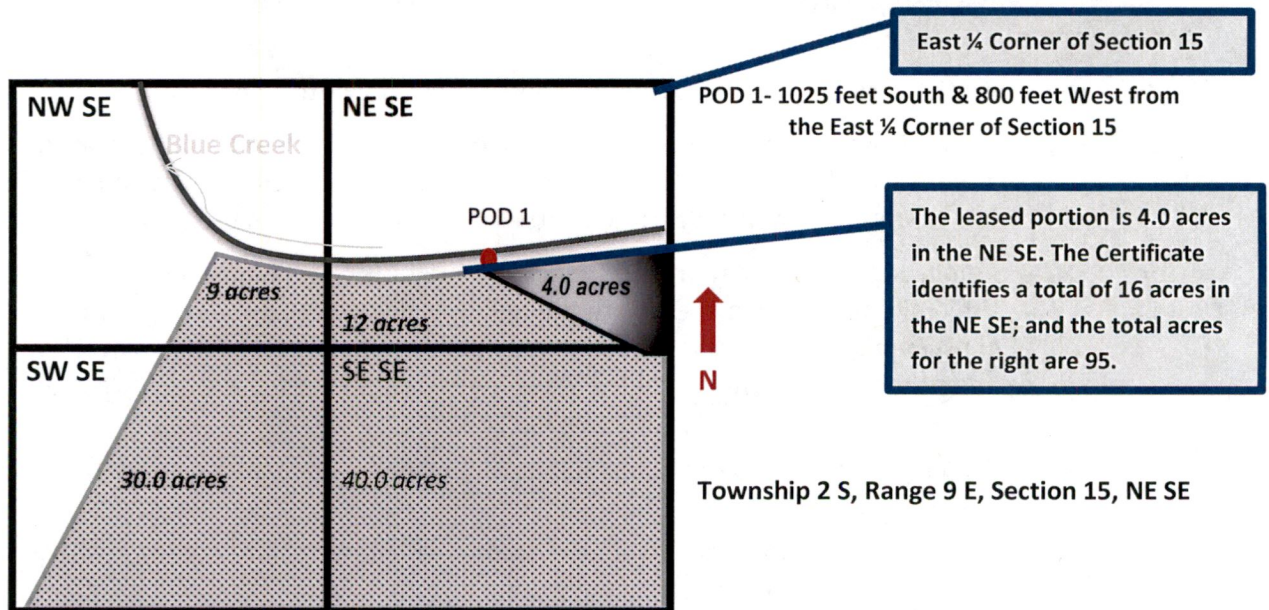 East ¼ Corner of Section 15
NW SE
NE SE
POD 1- 1025 feet South & 800 feet West from
the East ¼ Corner of Section 15
Blue Creek
POD 1
The leased portion is 4.0 acres
in the NE SE. The Certificate
identifies a total of 16 acres in
the NE SE; and the total acres
for the right are 95.
9 acres
4.0 acres
12 acres
SW SE
SE SE
N
30.0 acres
40.0 acres
Township 2 S, Range 9 E, Section 15, NE SE